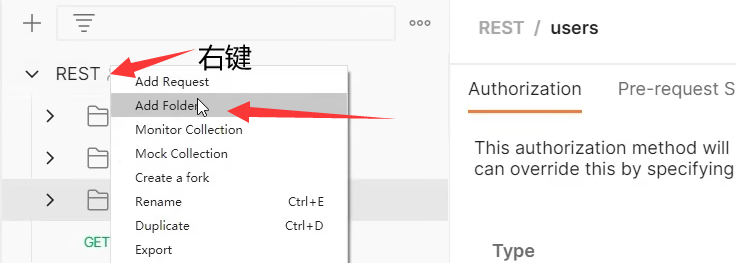 右键
REST
Add Request
Add Folder
Monitor Collection
Mock Collection
Create a fork
Rename Ctrl+E
Duplicate Ctrl+D
Export
GET
REST / users
Authorization Pre-request S
This authorization method will
can override this by specifying
Type